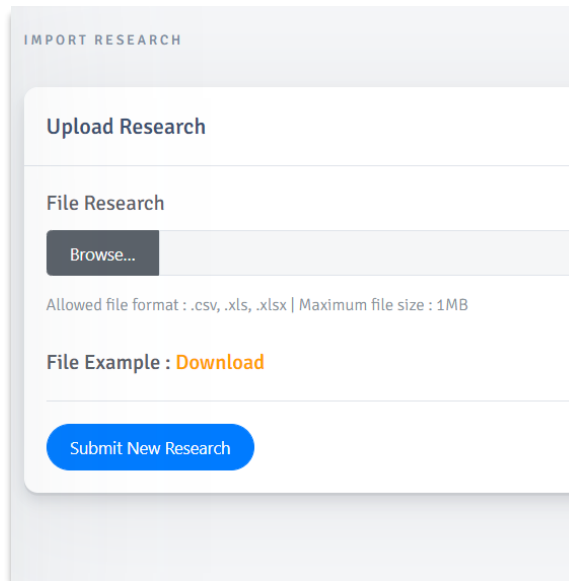 IMPORT RESEARCH
Upload Research
File Research
Browse...
Allowed file format : .csv, .xls, .xlsx | Maximum file size : 1MB
File Example : Download
Submit New Research